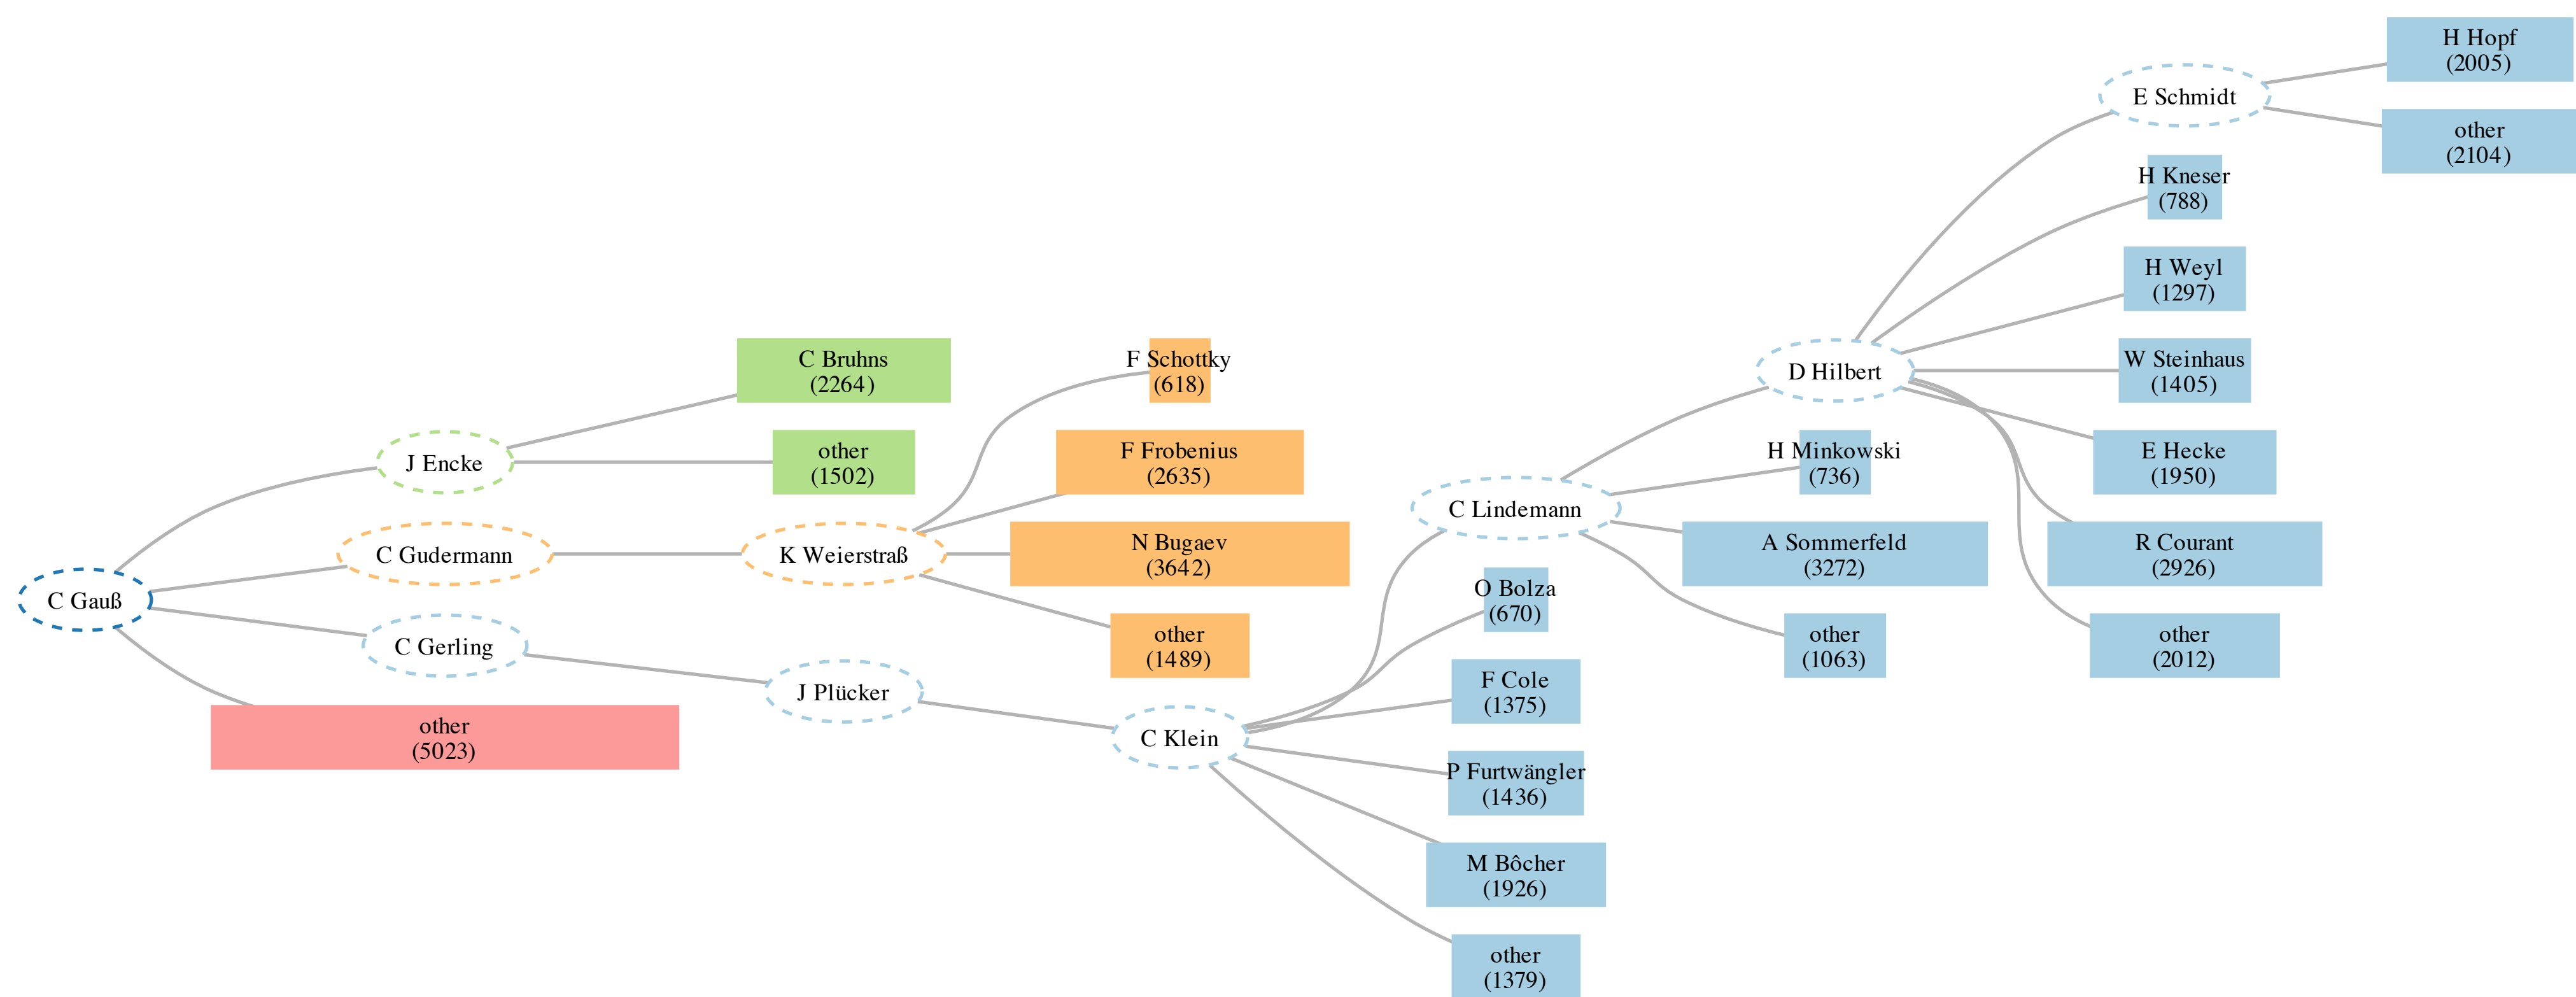 H Hopf
(2005)
E Schmidt
other
(2104)
H Kneser
(788)
H Weyl
(1297)
C Bruhns
(2264)
F Schottky
(618)
D Hilbert
W Steinhaus
(1405)
J Encke
other
(1502)
F Frobenius
(2635)
H Minkowski
(736)
E Hecke
(1950)
C Lindemann
C Gudermann
K Weierstraß
N Bugaev
(3642)
A Sommerfeld
(3272)
R Courant
(2926)
C Gauß
O Bolza
(670)
C Gerling
other
(1489)
other
(1063)
other
(2012)
J Plücker
F Cole
(1375)
other
(5023)
C Klein
P Furtwängler
(1436)
M Bôcher
(1926)
other
(1379)